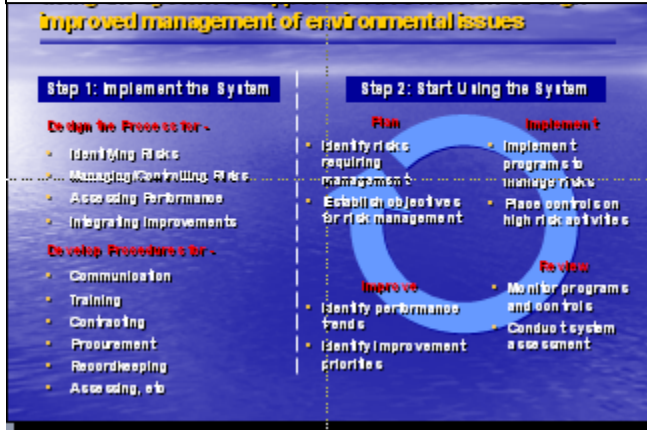 improved management of environmental issues
Step 1: Implement the System
Design the Process for -
Identifying Risks
Managing/Controlling Risks
Assessing Performance
Integrating Improvements
Develop Procedures for -
Communication
Training
Contracting
Procurement
Recordkeeping
Assessing, etc
Step 2: Start Using the System
Plan
Identify risks
requiring
management
Establish objectives
for risk management
Implement
Implement
programs to
manage risks
Place controls on
high risk activities
Improve
Identify performance
trends
Identify improvement
priorities
Review
Monitor programs
and controls
Conduct system
assessment